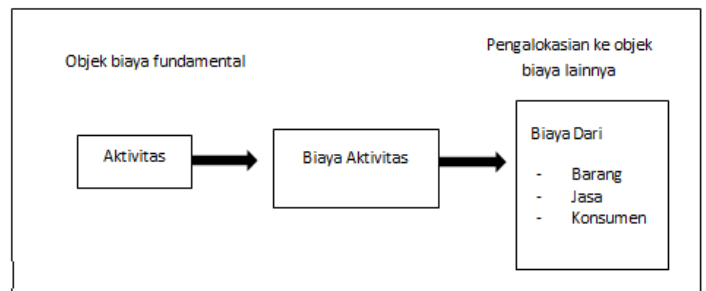 Objek biaya fundamental
Pengalokasian ke objek
biaya lainnya
Aktivitas
Biaya Aktivitas
Biaya Dari
- Barang
- Jasa
- Konsumen